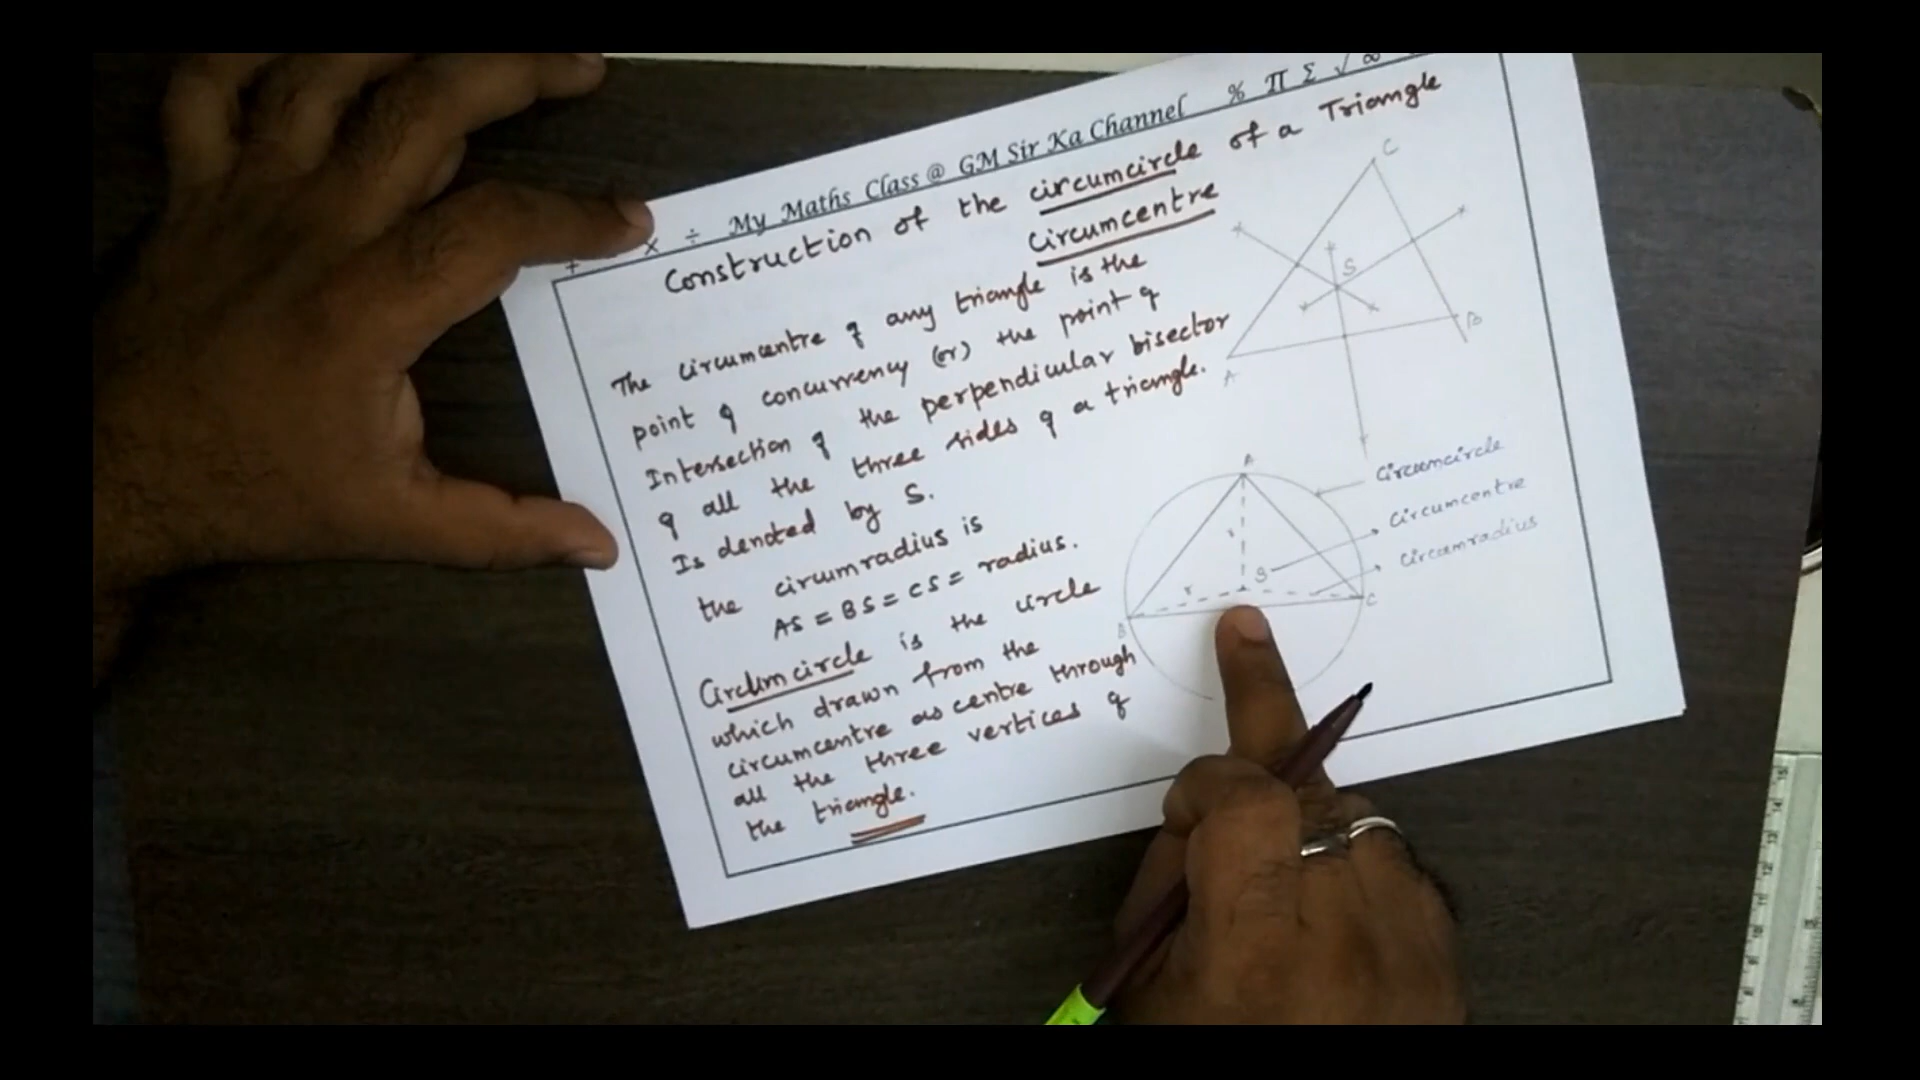 + × ÷ My Maths Class @ GM Sir Ka Channel % Π Σ √ ∞
Construction of the circumcircle of a Triangle
circumcentre
The circumcentre of any triangle is the
point of concurrency (or) the point of
Intersection of the perpendicular bisector
of all the three sides of a triangle.
Is denoted by S.
the circumradius is
AS = BS = CS = radius.
Circumcircle is the circle
which drawn from the
circumcentre as centre through
all the three vertices of
the triangle.
C
S
B
A
A
Circumcircle
Circumcentre
Circumradius
r
S
r
C
B